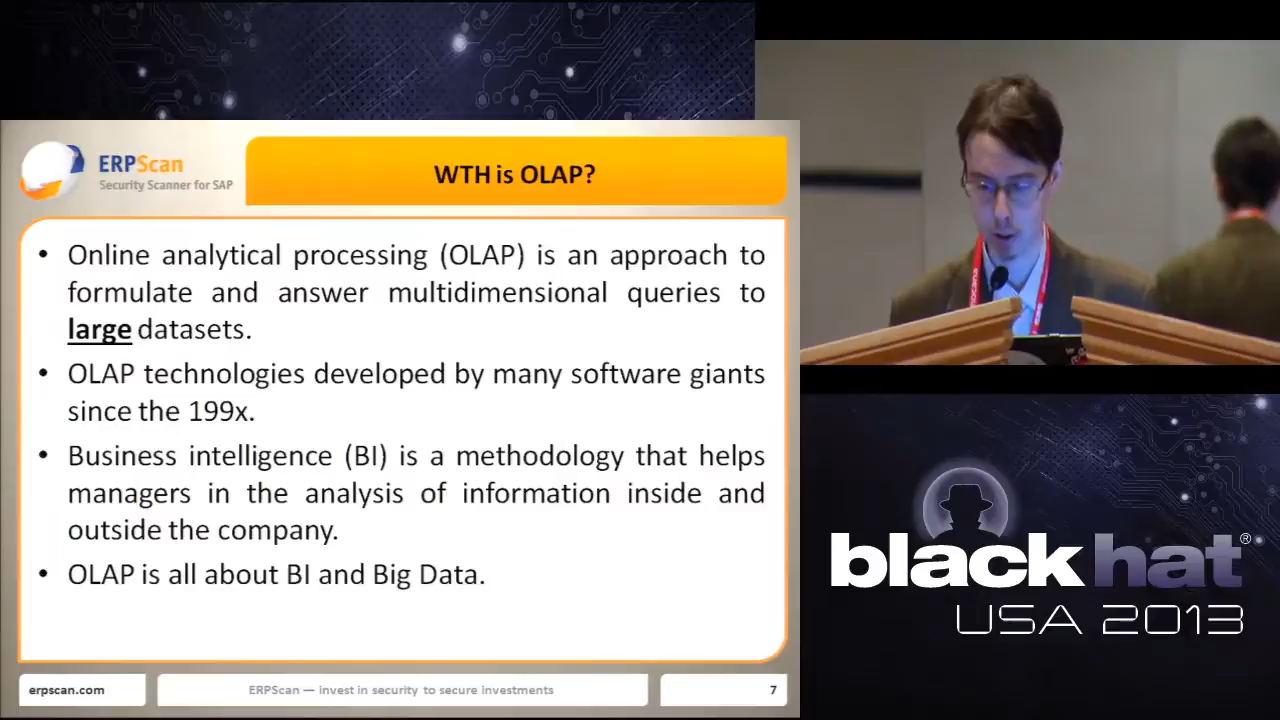 ERPScan
Security Scanner for SAP
WTH is OLAP?
• Online analytical processing (OLAP) is an approach to
formulate and answer multidimensional queries to
large datasets.
• OLAP technologies developed by many software giants
since the 199x.
• Business intelligence (BI) is a methodology that helps
managers in the analysis of information inside and
outside the company.
• OLAP is all about BI and Big Data.
erpscan.com
ERPScan — invest in security to secure investments
7
black hat®
USA 2013